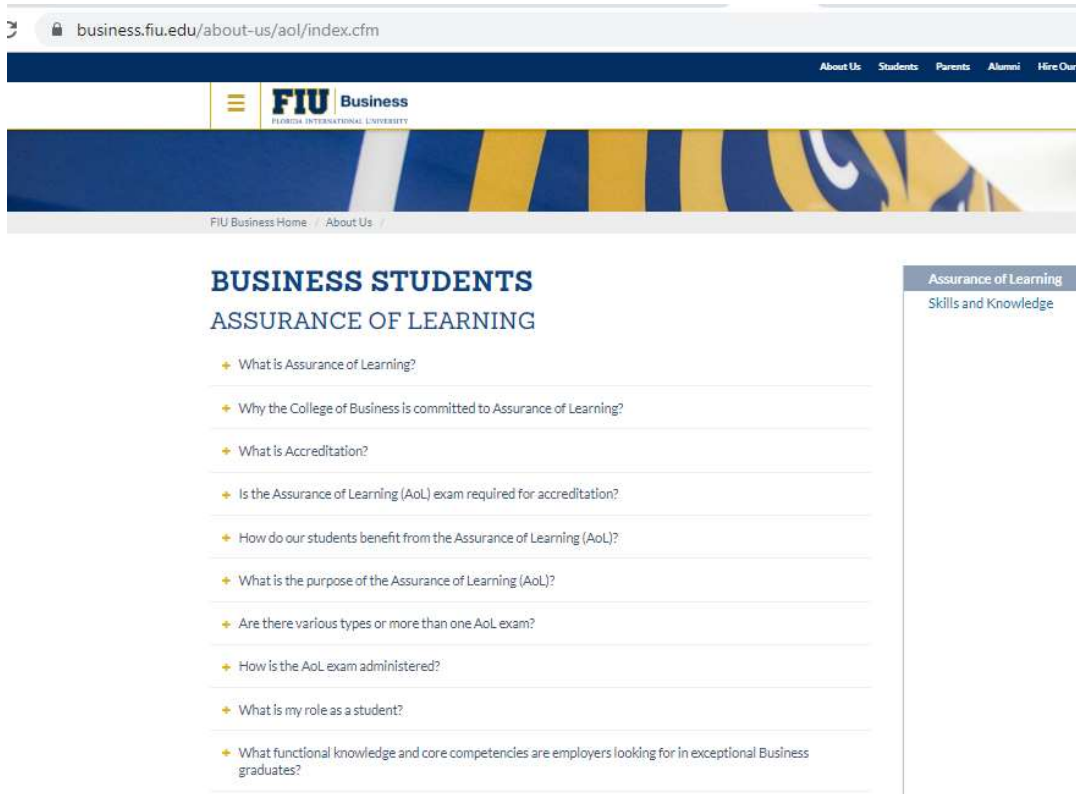 business.fiu.edu/about-us/aol/index.cfm
About Us Students Parents Alumni Hire Our
FIU Business
FLORIDA INTERNATIONAL UNIVERSITY
FIU Business Home / About Us /
BUSINESS STUDENTS
ASSURANCE OF LEARNING
+ What is Assurance of Learning?
+ Why the College of Business is committed to Assurance of Learning?
+ What is Accreditation?
+ Is the Assurance of Learning (AoL) exam required for accreditation?
+ How do our students benefit from the Assurance of Learning (AoL)?
+ What is the purpose of the Assurance of Learning (AoL)?
+ Are there various types or more than one AoL exam?
+ How is the AoL exam administered?
+ What is my role as a student?
+ What functional knowledge and core competencies are employers looking for in exceptional Business
graduates?
Assurance of Learning
Skills and Knowledge